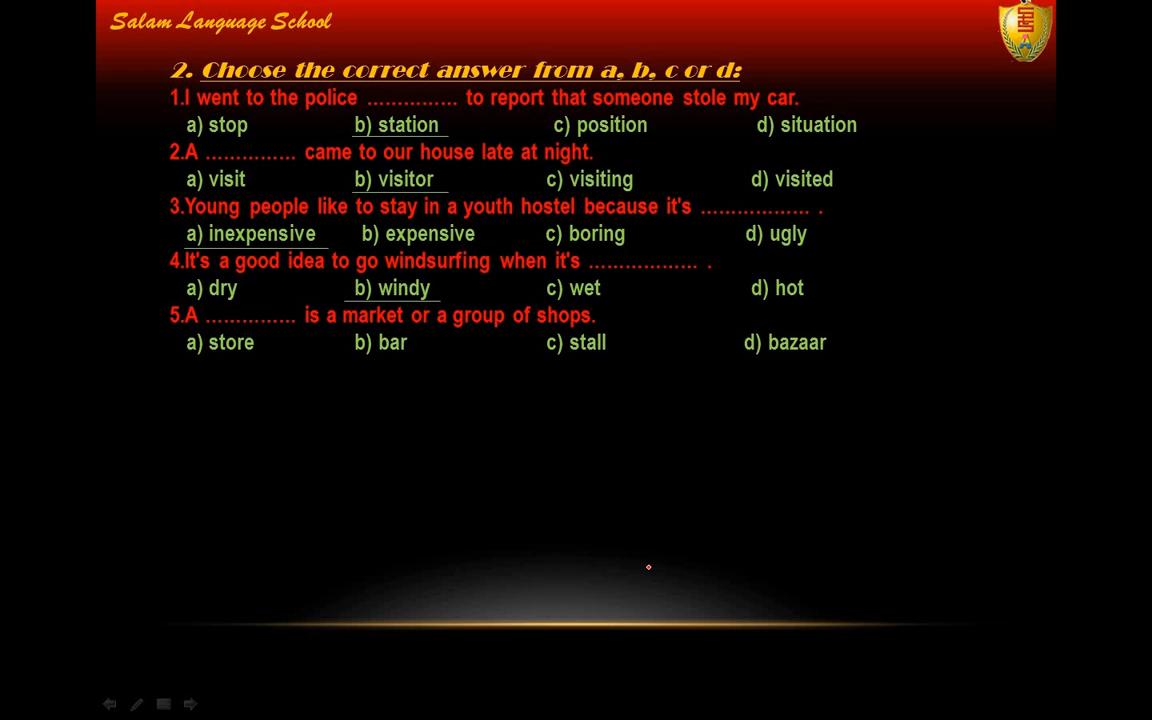 Salam Language School
2. Choose the correct answer from a, b, c or d:
1.I went to the police …………… to report that someone stole my car.
a) stop b) station c) position d) situation
2.A …………… came to our house late at night.
a) visit b) visitor c) visiting d) visited
3.Young people like to stay in a youth hostel because it's ……………… .
a) inexpensive b) expensive c) boring d) ugly
4.It's a good idea to go windsurfing when it's ……………… .
a) dry b) windy c) wet d) hot
5.A …………… is a market or a group of shops.
a) store b) bar c) stall d) bazaar